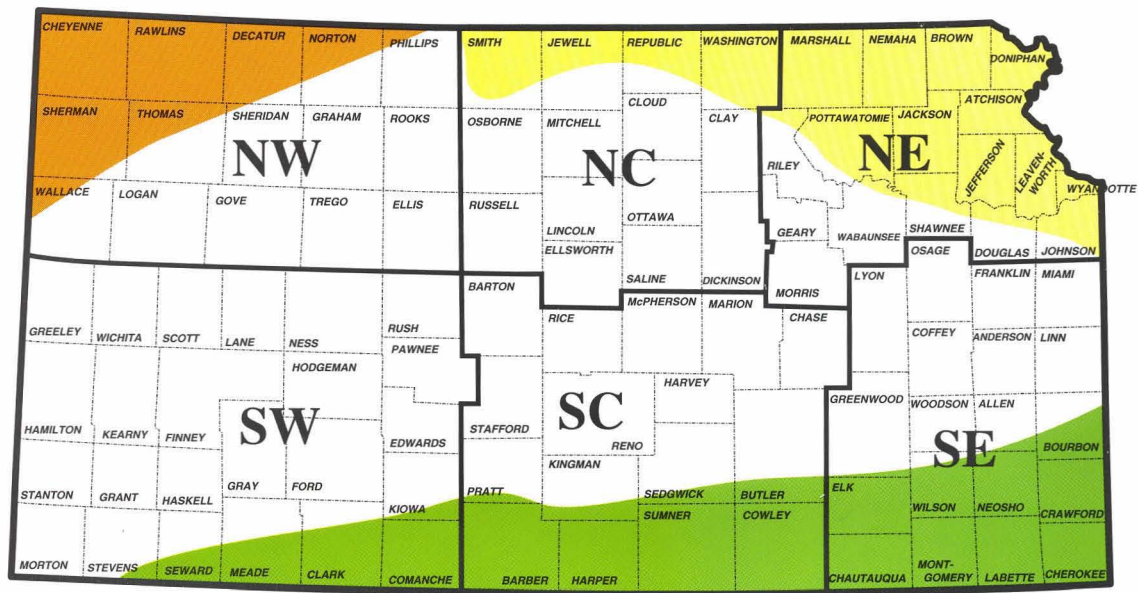 CHEYENNE RAWLINS DECATUR NORTON PHILLIPS SMITH JEWELL REPUBLIC WASHINGTON MARSHALL NEMAHA BROWN
DONIPHAN
SHERMAN THOMAS SHERIDAN GRAHAM ROOKS OSBORNE MITCHELL CLOUD CLAY POTTAWATOMIE JACKSON ATCHISON
NW NC NE
RILEY JEFFERSON LEAVEN-
WORTH WYANDOTTE
WALLACE LOGAN GOVE TREGO ELLIS RUSSELL LINCOLN OTTAWA GEARY WABAUNSEE SHAWNEE
ELLSWORTH OSAGE DOUGLAS JOHNSON
BARTON SALINE DICKINSON MORRIS LYON FRANKLIN MIAMI
RICE McPHERSON MARION CHASE
GREELEY WICHITA SCOTT LANE NESS RUSH COFFEY ANDERSON LINN
PAWNEE
HODGEMAN HARVEY
SW SC SE
HAMILTON KEARNY FINNEY EDWARDS STAFFORD RENO GREENWOOD WOODSON ALLEN BOURBON
KINGMAN
STANTON GRANT HASKELL GRAY FORD KIOWA PRATT SEDGWICK BUTLER ELK
SUMNER COWLEY WILSON NEOSHO CRAWFORD
MORTON STEVENS SEWARD MEADE CLARK COMANCHE BARBER HARPER CHAUTAUQUA MONT-
GOMERY LABETTE CHEROKEE